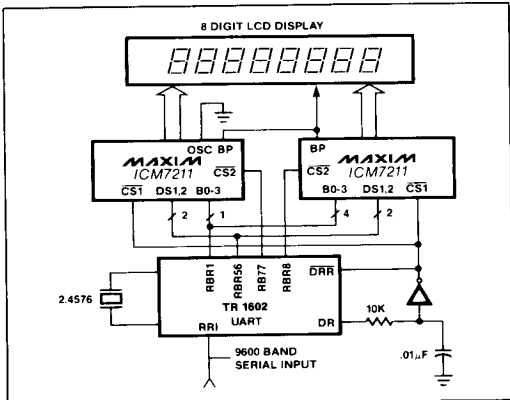 8 DIGIT LCD DISPLAY
OSC BP
BP
MAXIM
ICM7211
CS2
CS2
MAXIM
ICM7211
CS1 DS1,2 B0-3
B0-3 DS1,2 CS1
2
1
4
2
RBR1
RBR56
RB77
RBR8
DRR
2.4576
TR 1602
UART
10K
RRI
DR
.01µF
9600 BAND
SERIAL INPUT